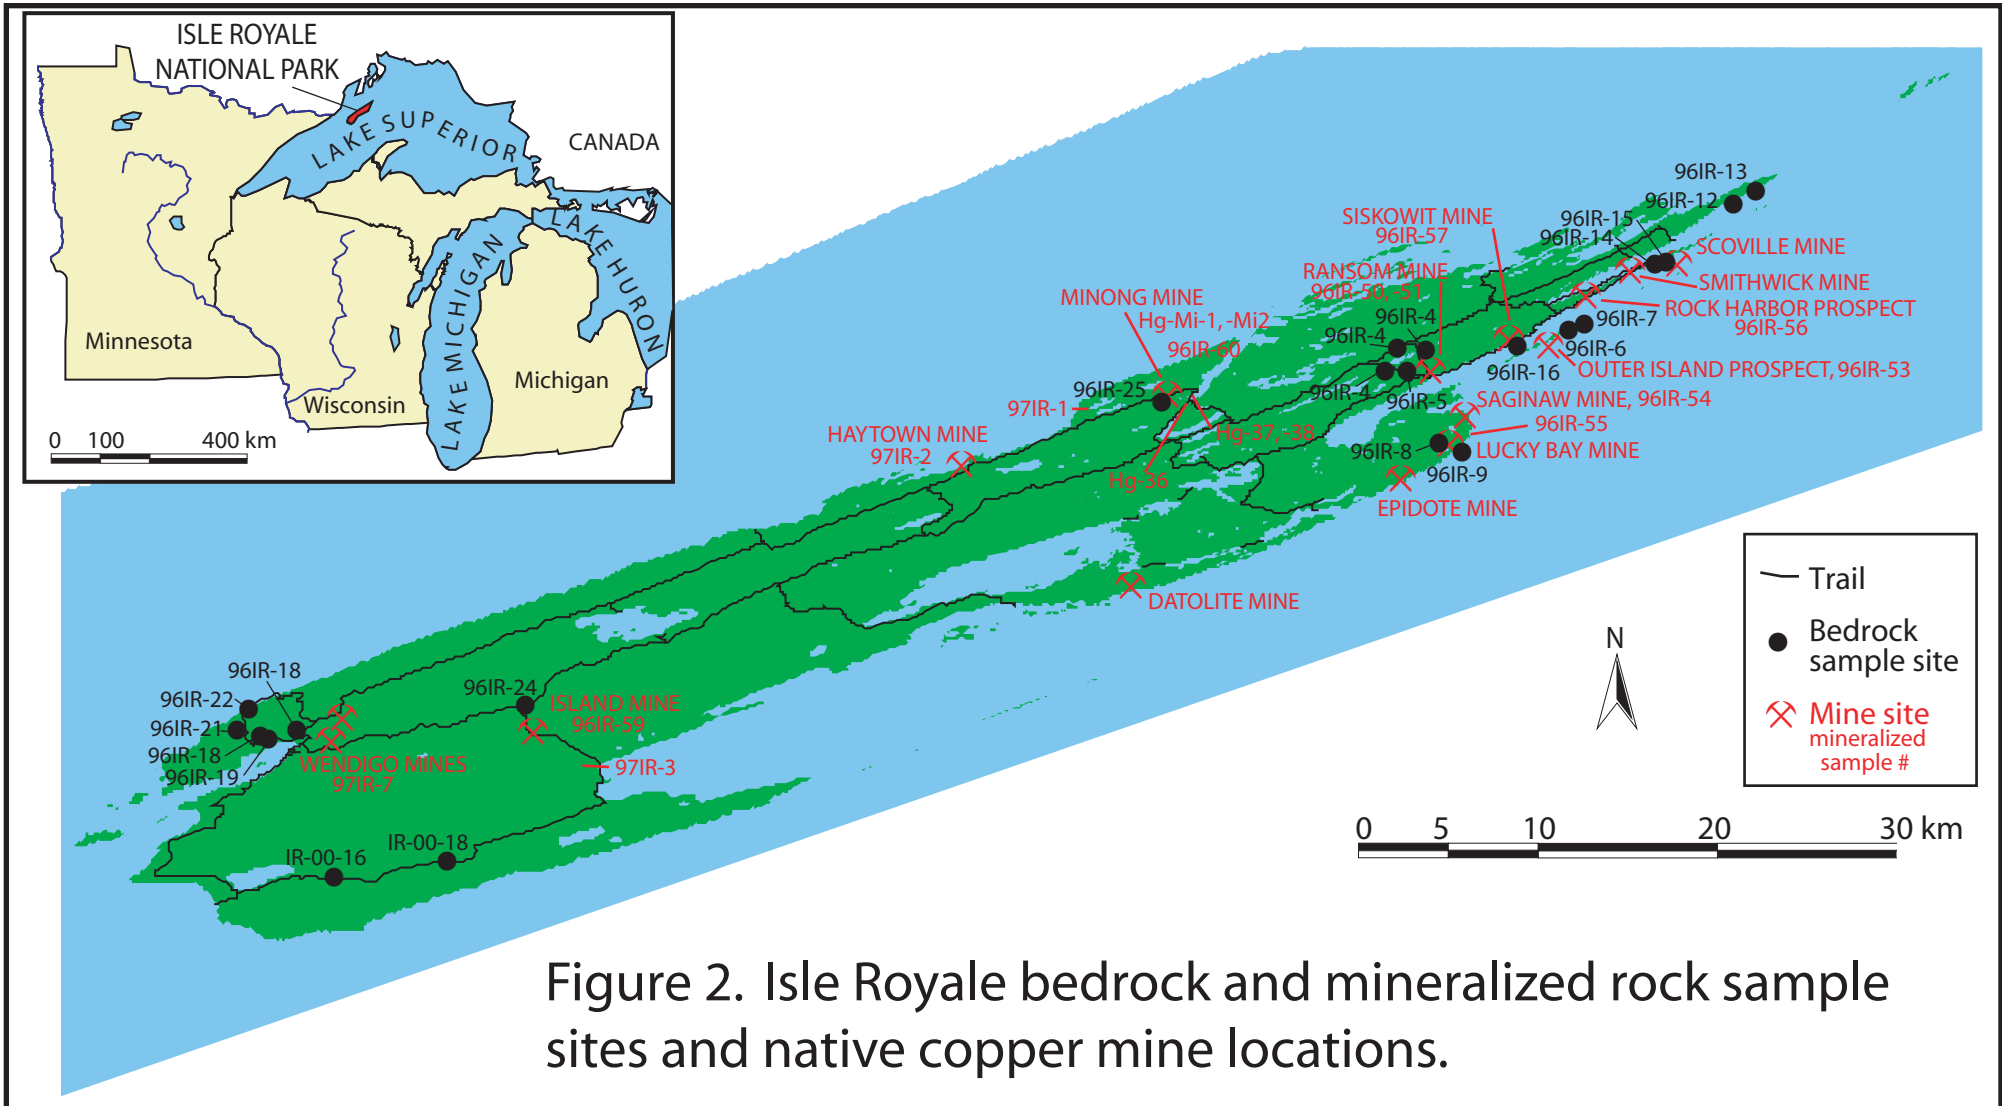 ISLE ROYALE
NATIONAL PARK
LAKE SUPERIOR
CANADA
LAKE MICHIGAN
LAKE HURON
Minnesota
Wisconsin
Michigan
0 100 400 km
96IR-13
96IR-12
96IR-15
96IR-14
SISKOWIT MINE
96IR-57
SCOVILLE MINE
SMITHWICK MINE
ROCK HARBOR PROSPECT
96IR-56
RANSOM MINE
96IR-50, -51
MINONG MINE
Hg-Mi-1, -Mi2
96IR-60
96IR-4
96IR-4
96IR-7
96IR-6
96IR-16
OUTER ISLAND PROSPECT, 96IR-53
96IR-4
96IR-5
SAGINAW MINE, 96IR-54
96IR-55
LUCKY BAY MINE
96IR-8
96IR-9
EPIDOTE MINE
96IR-25
97IR-1
Hg-37, -38
Hg-36
HAYTOWN MINE
97IR-2
DATOLITE MINE
96IR-18
96IR-22
96IR-21
96IR-18
96IR-19
WENDIGO MINES
97IR-7
96IR-24
ISLAND MINE
96IR-59
97IR-3
IR-00-16
IR-00-18
N
Trail
Bedrock
sample site
Mine site
mineralized
sample #
0 5 10 20 30 km
Figure 2. Isle Royale bedrock and mineralized rock sample
sites and native copper mine locations.